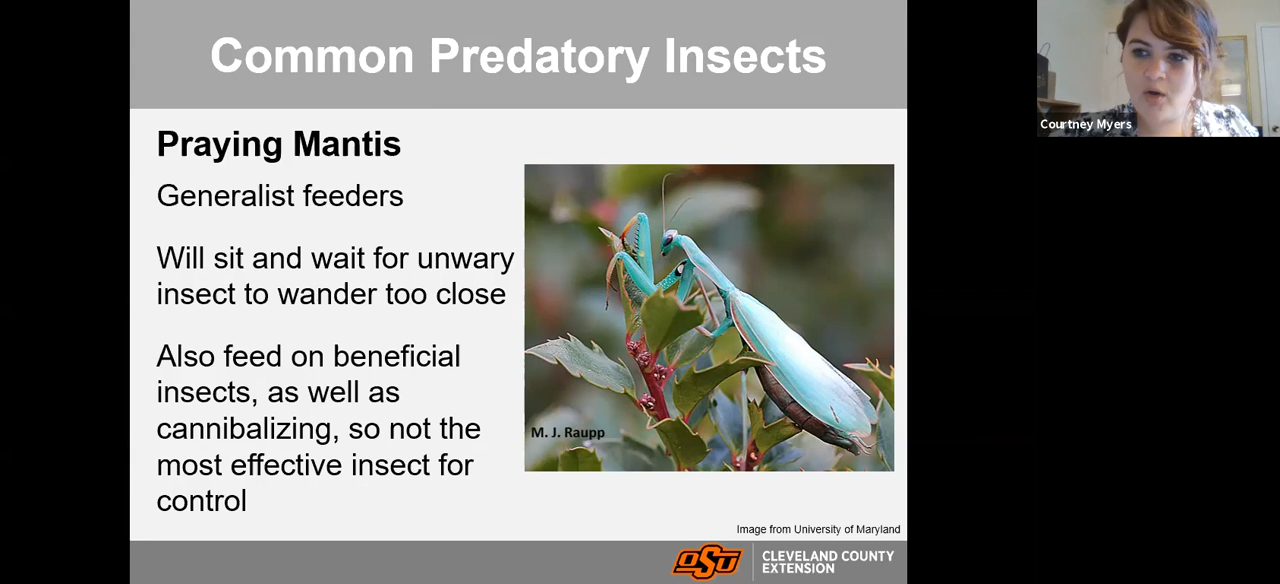 Common Predatory Insects
Praying Mantis
Generalist feeders
Will sit and wait for unwary
insect to wander too close
Also feed on beneficial
insects, as well as
cannibalizing, so not the
most effective insect for
control
M. J. Raupp
Image from University of Maryland
OSU
CLEVELAND COUNTY
EXTENSION
Courtney Myers